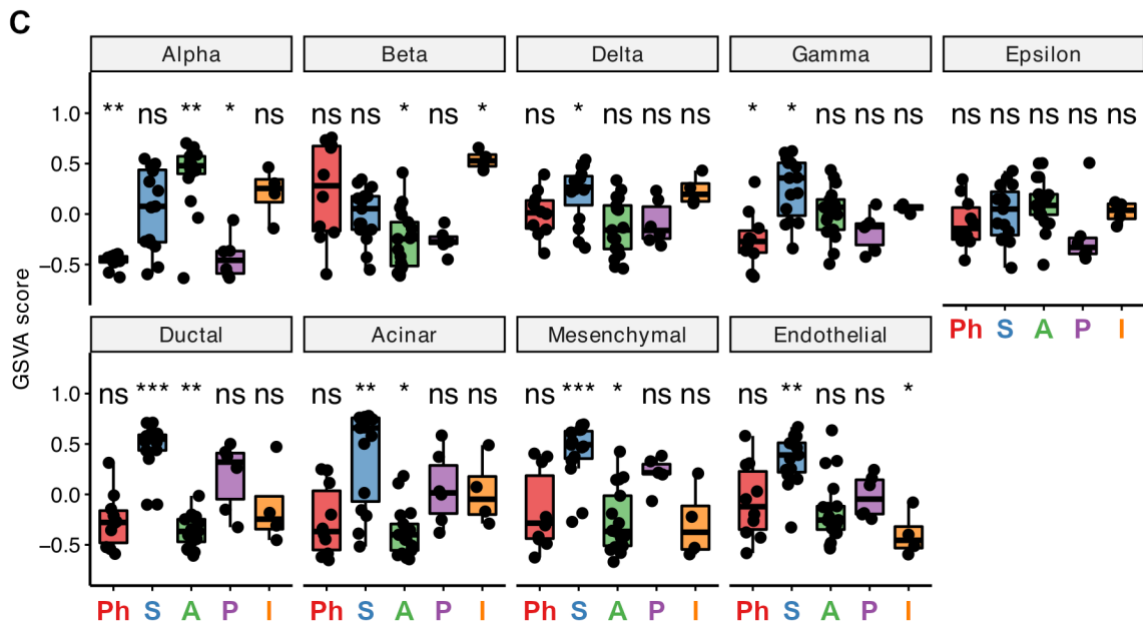 C
Alpha Beta Delta Gamma Epsilon
** ns ** * ns ns ns * ns * ns * ns ns ns * * ns ns ns ns ns ns ns ns
1.0
0.5
0.0
−0.5
GSVA score
Ph S A P I
Ductal Acinar Mesenchymal Endothelial
ns *** ** ns ns ns ** * ns ns ns *** * ns ns ns ** ns ns *
1.0
0.5
0.0
−0.5
Ph S A P I Ph S A P I Ph S A P I Ph S A P I